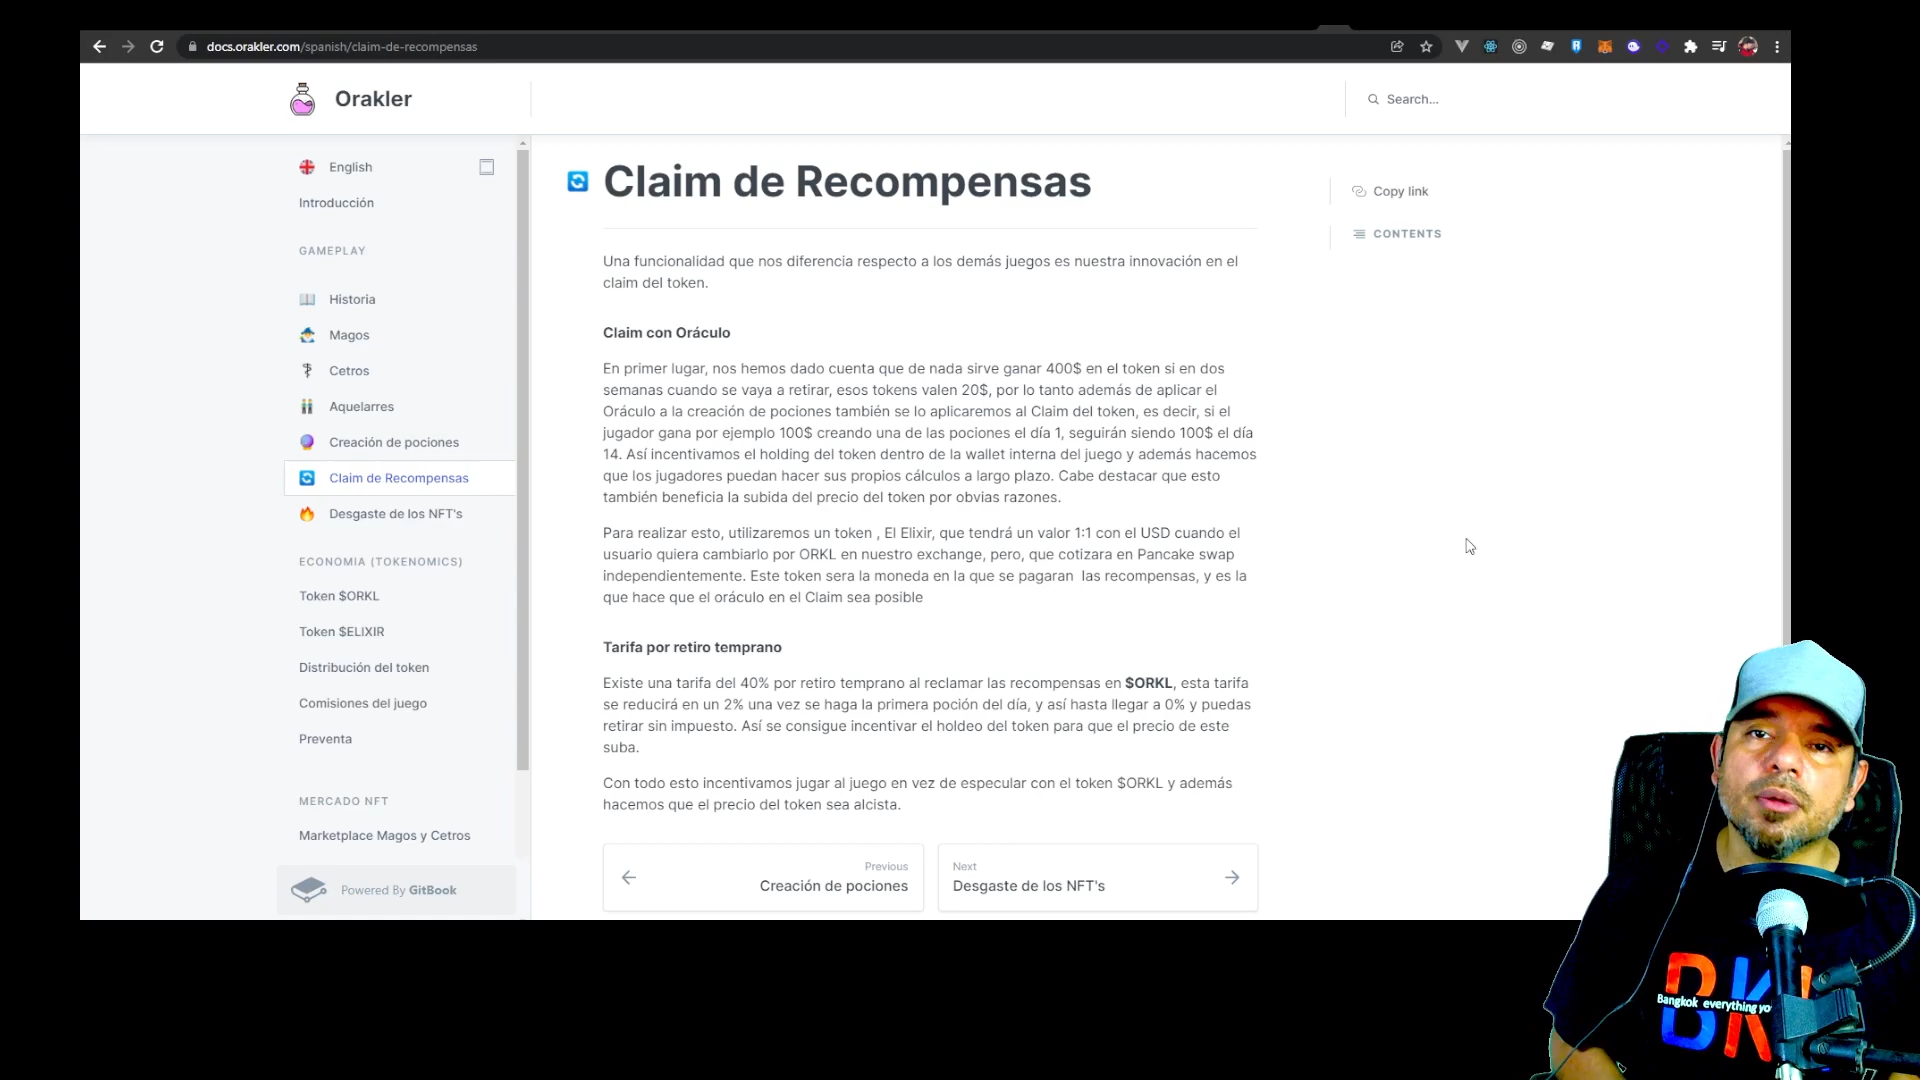 docs.orakler.com/spanish/claim-de-recompensas
Orakler
Search...
English
Introducción
GAMEPLAY
Historia
Magos
Cetros
Aquelarres
Creación de pociones
Claim de Recompensas
Desgaste de los NFT's
ECONOMIA (TOKENOMICS)
Token $ORKL
Token $ELIXIR
Distribución del token
Comisiones del juego
Preventa
MERCADO NFT
Marketplace Magos y Cetros
Powered By GitBook
Claim de Recompensas
Una funcionalidad que nos diferencia respecto a los demás juegos es nuestra innovación en el
claim del token.
Claim con Oráculo
En primer lugar, nos hemos dado cuenta que de nada sirve ganar 400$ en el token si en dos
semanas cuando se vaya a retirar, esos tokens valen 20$, por lo tanto además de aplicar el
Oráculo a la creación de pociones también se lo aplicaremos al Claim del token, es decir, si el
jugador gana por ejemplo 100$ creando una de las pociones el día 1, seguirán siendo 100$ el día
14. Así incentivamos el holding del token dentro de la wallet interna del juego y además hacemos
que los jugadores puedan hacer sus propios cálculos a largo plazo. Cabe destacar que esto
también beneficia la subida del precio del token por obvias razones.
Para realizar esto, utilizaremos un token , El Elixir, que tendrá un valor 1:1 con el USD cuando el
usuario quiera cambiarlo por ORKL en nuestro exchange, pero, que cotizara en Pancake swap
independientemente. Este token sera la moneda en la que se pagaran las recompensas, y es la
que hace que el oráculo en el Claim sea posible
Tarifa por retiro temprano
Existe una tarifa del 40% por retiro temprano al reclamar las recompensas en $ORKL, esta tarifa
se reducirá en un 2% una vez se haga la primera poción del día, y así hasta llegar a 0% y puedas
retirar sin impuesto. Así se consigue incentivar el holdeo del token para que el precio de este
suba.
Con todo esto incentivamos jugar al juego en vez de especular con el token $ORKL y además
hacemos que el precio del token sea alcista.
Previous
Creación de pociones
Next
Desgaste de los NFT's
Copy link
CONTENTS
BK
Bangkok everything